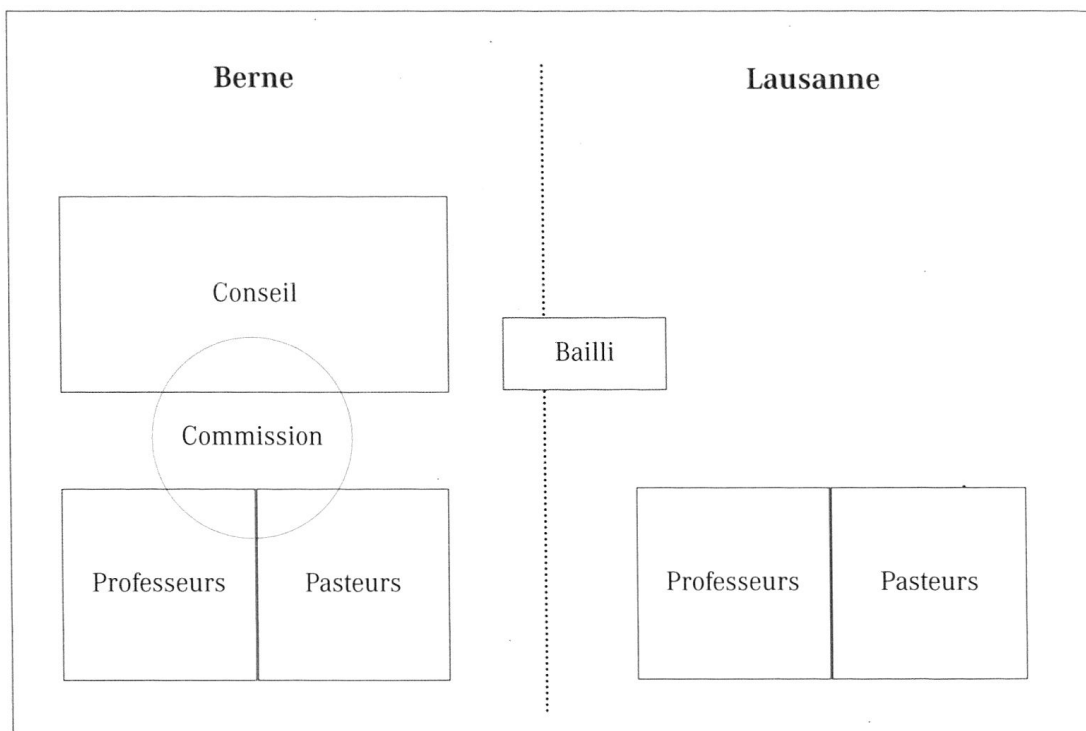 Berne
Lausanne
Conseil
Bailli
Commission
Professeurs
Pasteurs
Professeurs
Pasteurs